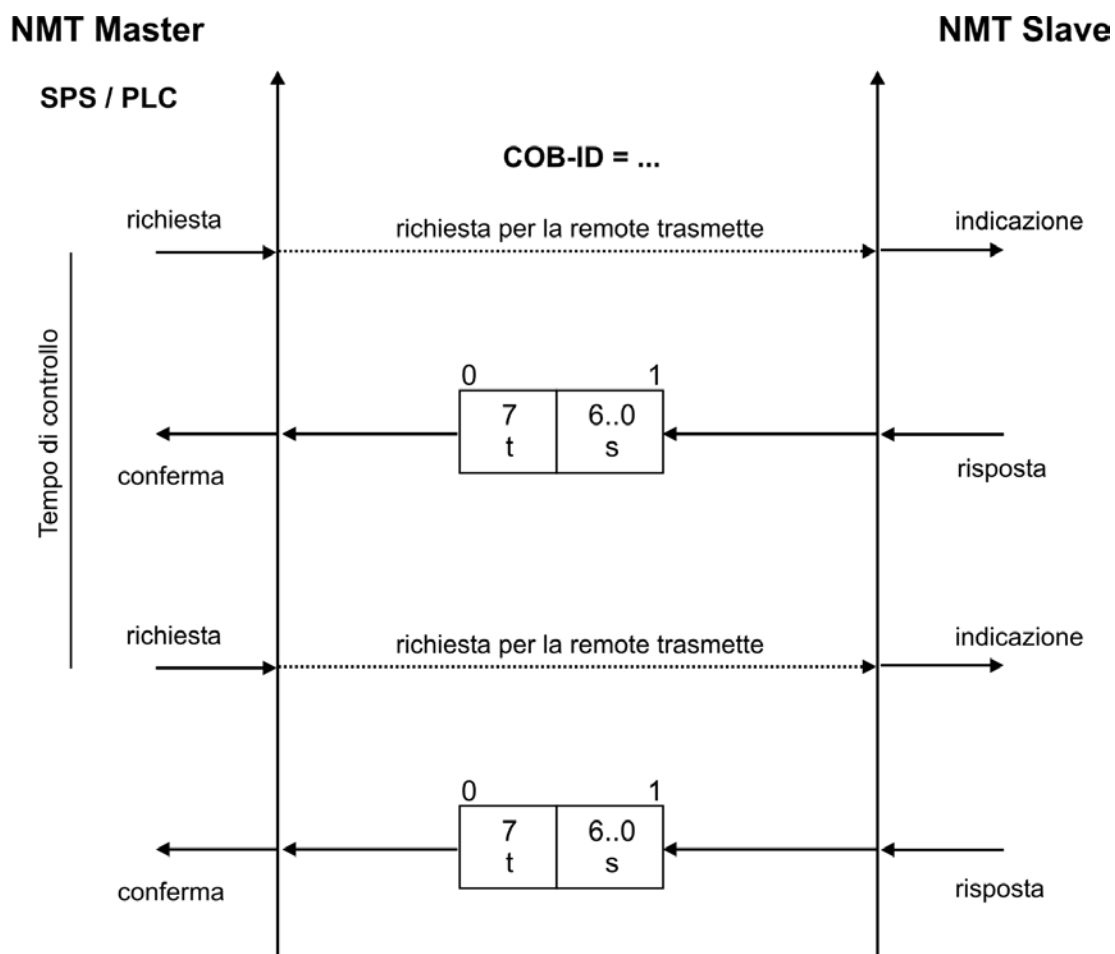 NMT Master
NMT Slave
SPS / PLC
COB-ID = ...
richiesta
richiesta per la remote trasmette
indicazione
Tempo di controllo
0 1
7 6..0
t s
conferma
risposta
richiesta
richiesta per la remote trasmette
indicazione
0 1
7 6..0
t s
conferma
risposta